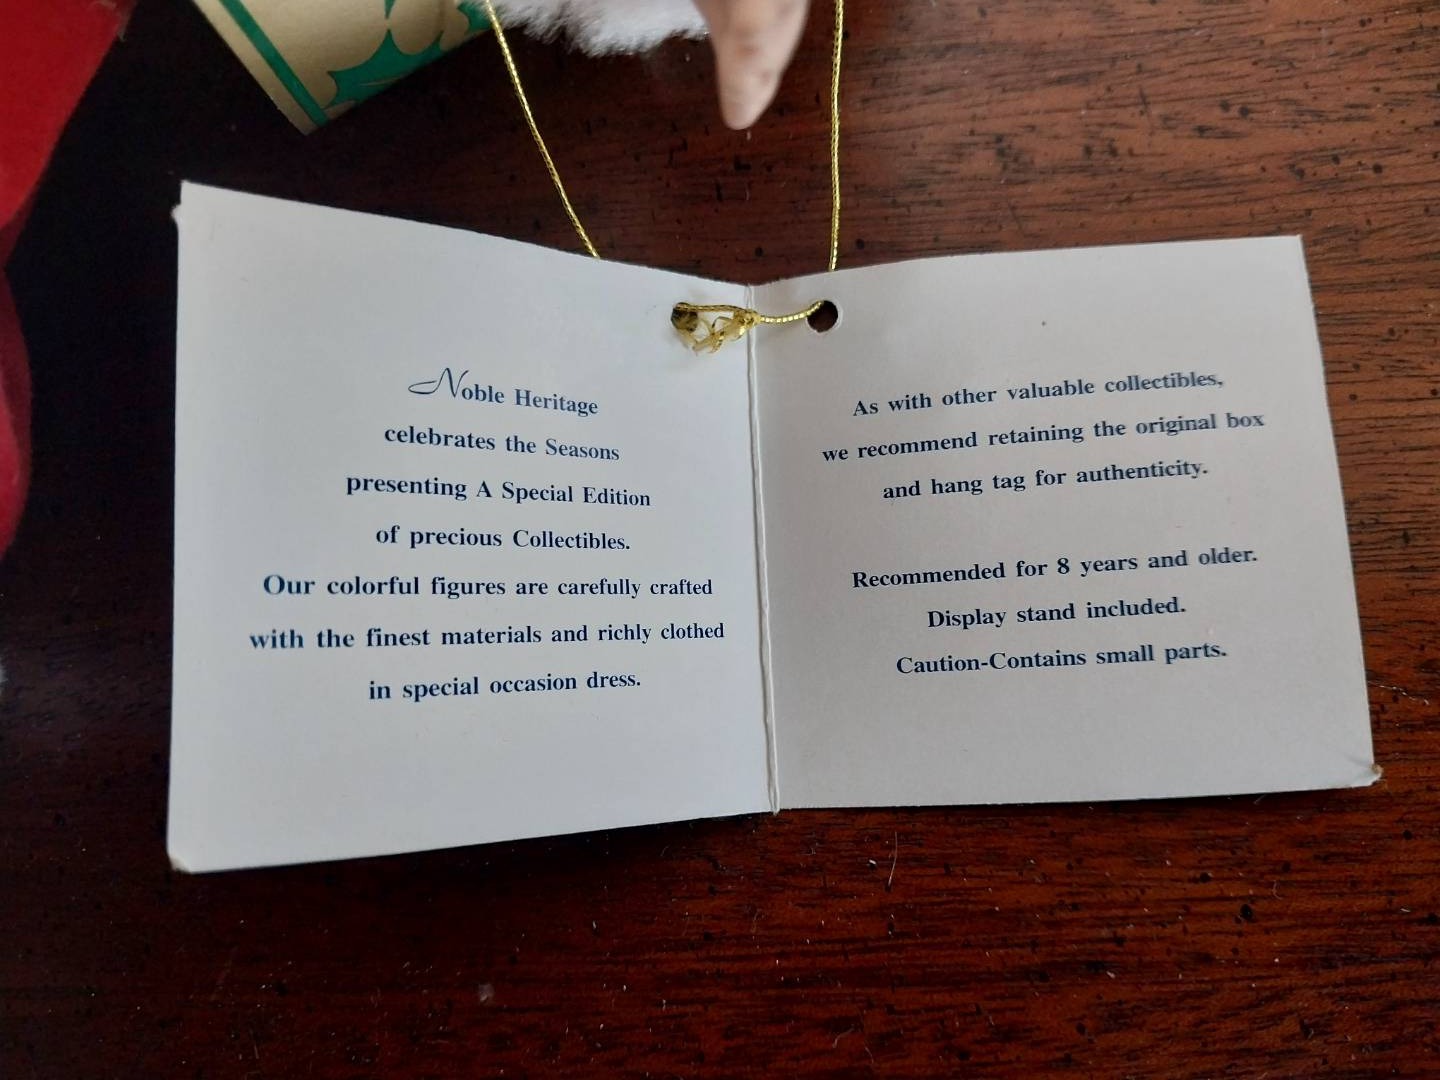 Noble Heritage
celebrates the Seasons
presenting A Special Edition
of precious Collectibles.
Our colorful figures are carefully crafted
with the finest materials and richly clothed
in special occasion dress.
As with other valuable collectibles,
we recommend retaining the original box
and hang tag for authenticity.
Recommended for 8 years and older.
Display stand included.
Caution-Contains small parts.